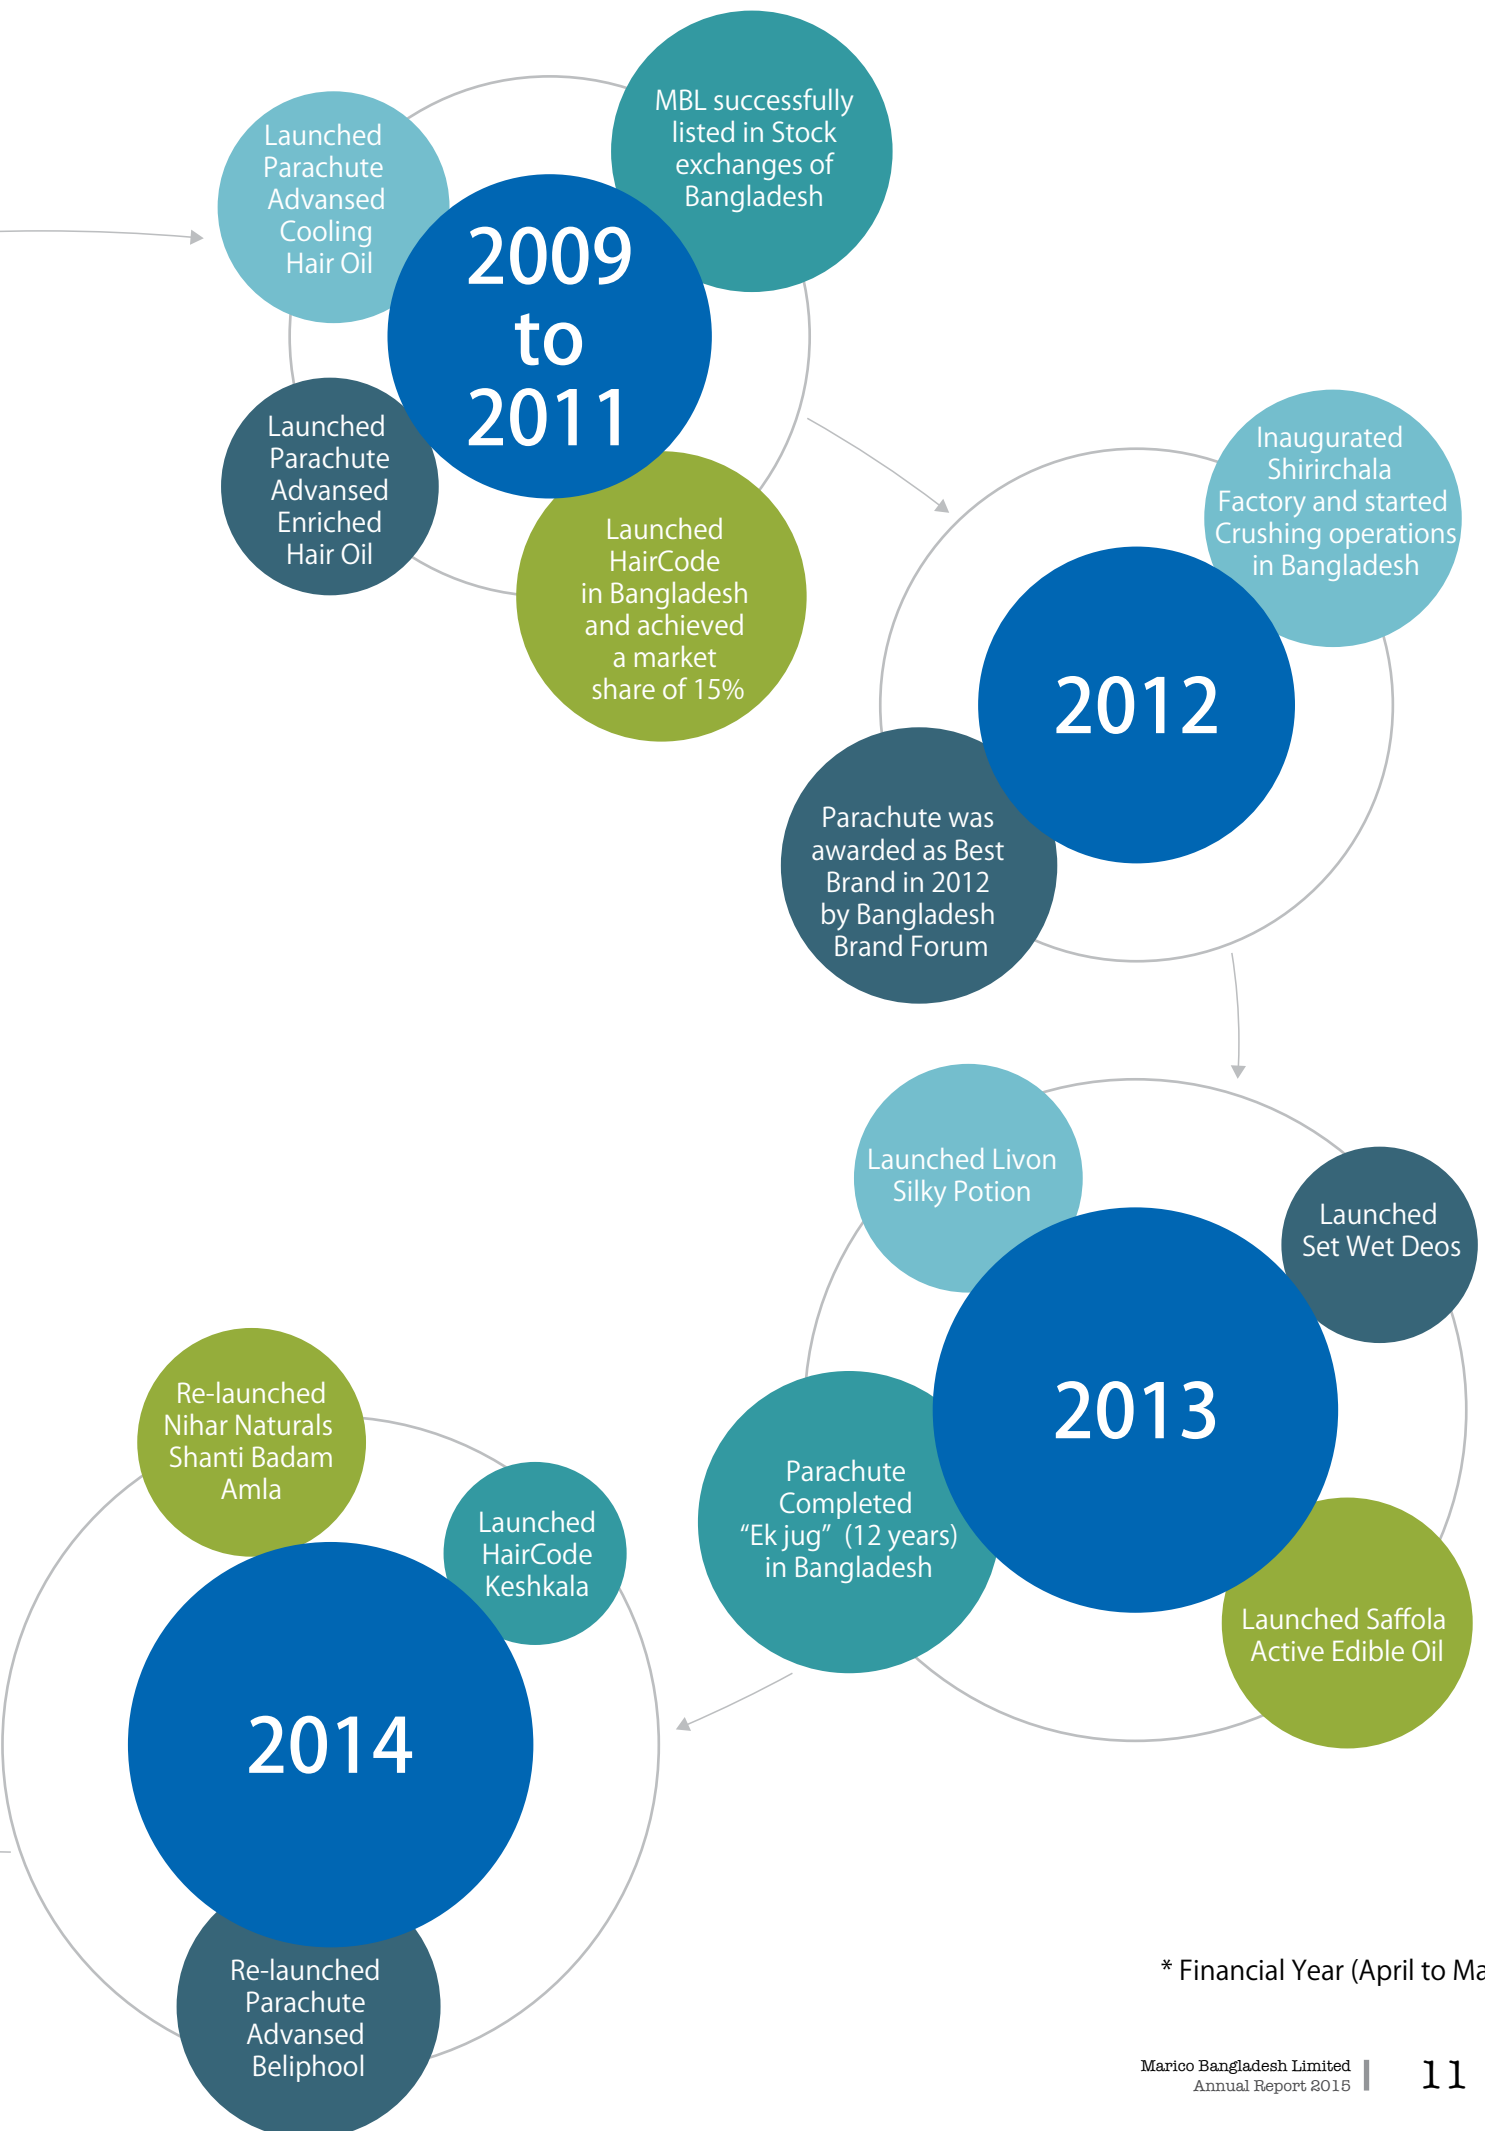 Launched
Parachute
Advansed
Cooling
Hair Oil
MBL successfully
listed in Stock
exchanges of
Bangladesh
2009
to
2011
Launched
Parachute
Advansed
Enriched
Hair Oil
Launched
HairCode
in Bangladesh
and achieved
a market
share of 15%
Inaugurated
Shirirchala
Factory and started
Crushing operations
in Bangladesh
2012
Parachute was
awarded as Best
Brand in 2012
by Bangladesh
Brand Forum
Launched Livon
Silky Potion
Launched
Set Wet Deos
2013
Parachute
Completed
“Ek jug” (12 years)
in Bangladesh
Launched Saffola
Active Edible Oil
Re-launched
Nihar Naturals
Shanti Badam
Amla
Launched
HairCode
Keshkala
2014
Re-launched
Parachute
Advansed
Beliphool
* Financial Year (April to
Marico Bangladesh Limited
Annual Report 2015
11